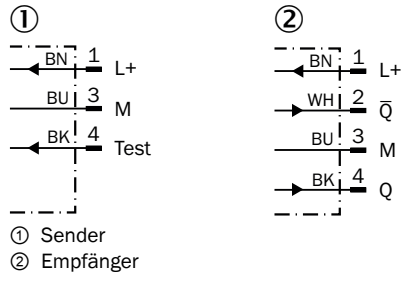 ① ②
BN 1 L+
BU 3 M
BK 4 Test
BN 1 L+
WH 2 Q̅
BU 3 M
BK 4 Q
① Sender
② Empfänger